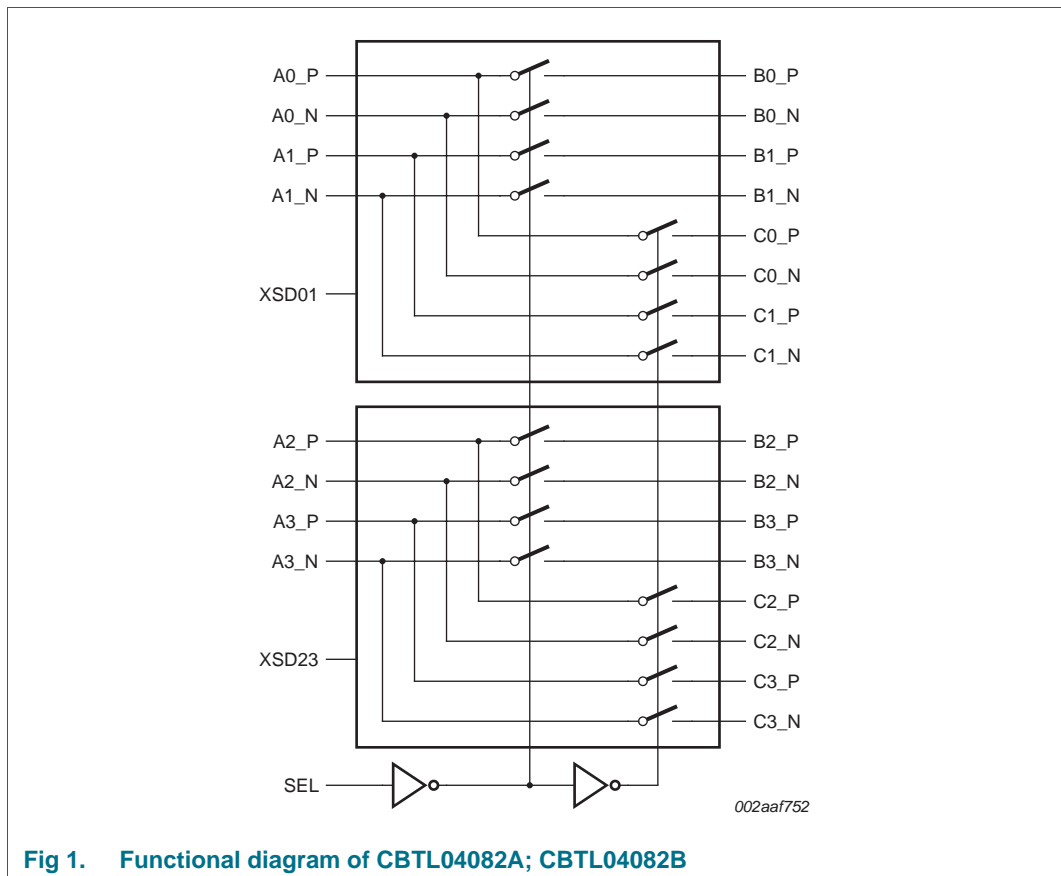 A0_P
B0_P
A0_N
B0_N
A1_P
B1_P
A1_N
B1_N
C0_P
C0_N
XSD01
C1_P
C1_N
A2_P
B2_P
A2_N
B2_N
A3_P
B3_P
A3_N
B3_N
C2_P
C2_N
XSD23
C3_P
C3_N
SEL
002aaf752
Fig 1. Functional diagram of CBTL04082A; CBTL04082B